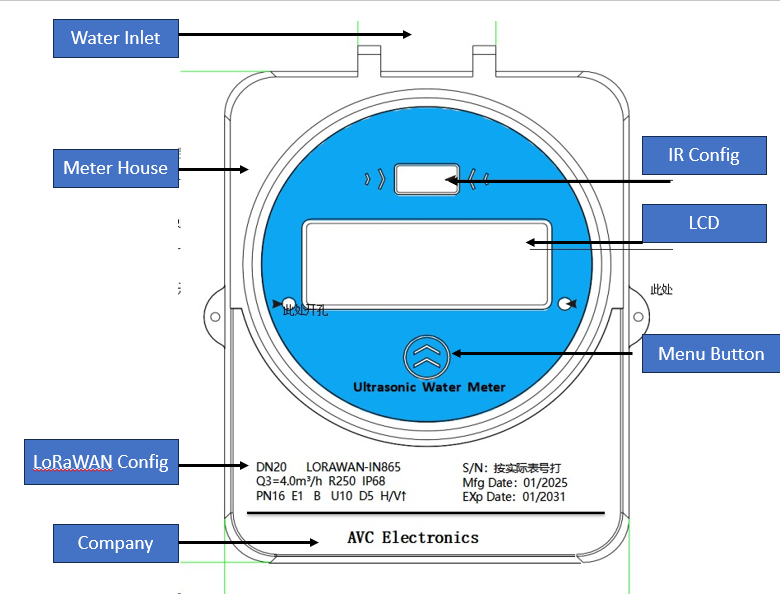 Water Inlet
Meter House
IR Config
LCD
此处
此处开孔
Menu Button
Ultrasonic Water Meter
LoRaWAN Config
DN20 LORAWAN-IN865
Q3=4.0m³/h R250 IP68
PN16 E1 B U10 D5 H/V↑
S/N: 按实际表号打
Mfg Date: 01/2025
EXp Date: 01/2031
Company
AVC Electronics